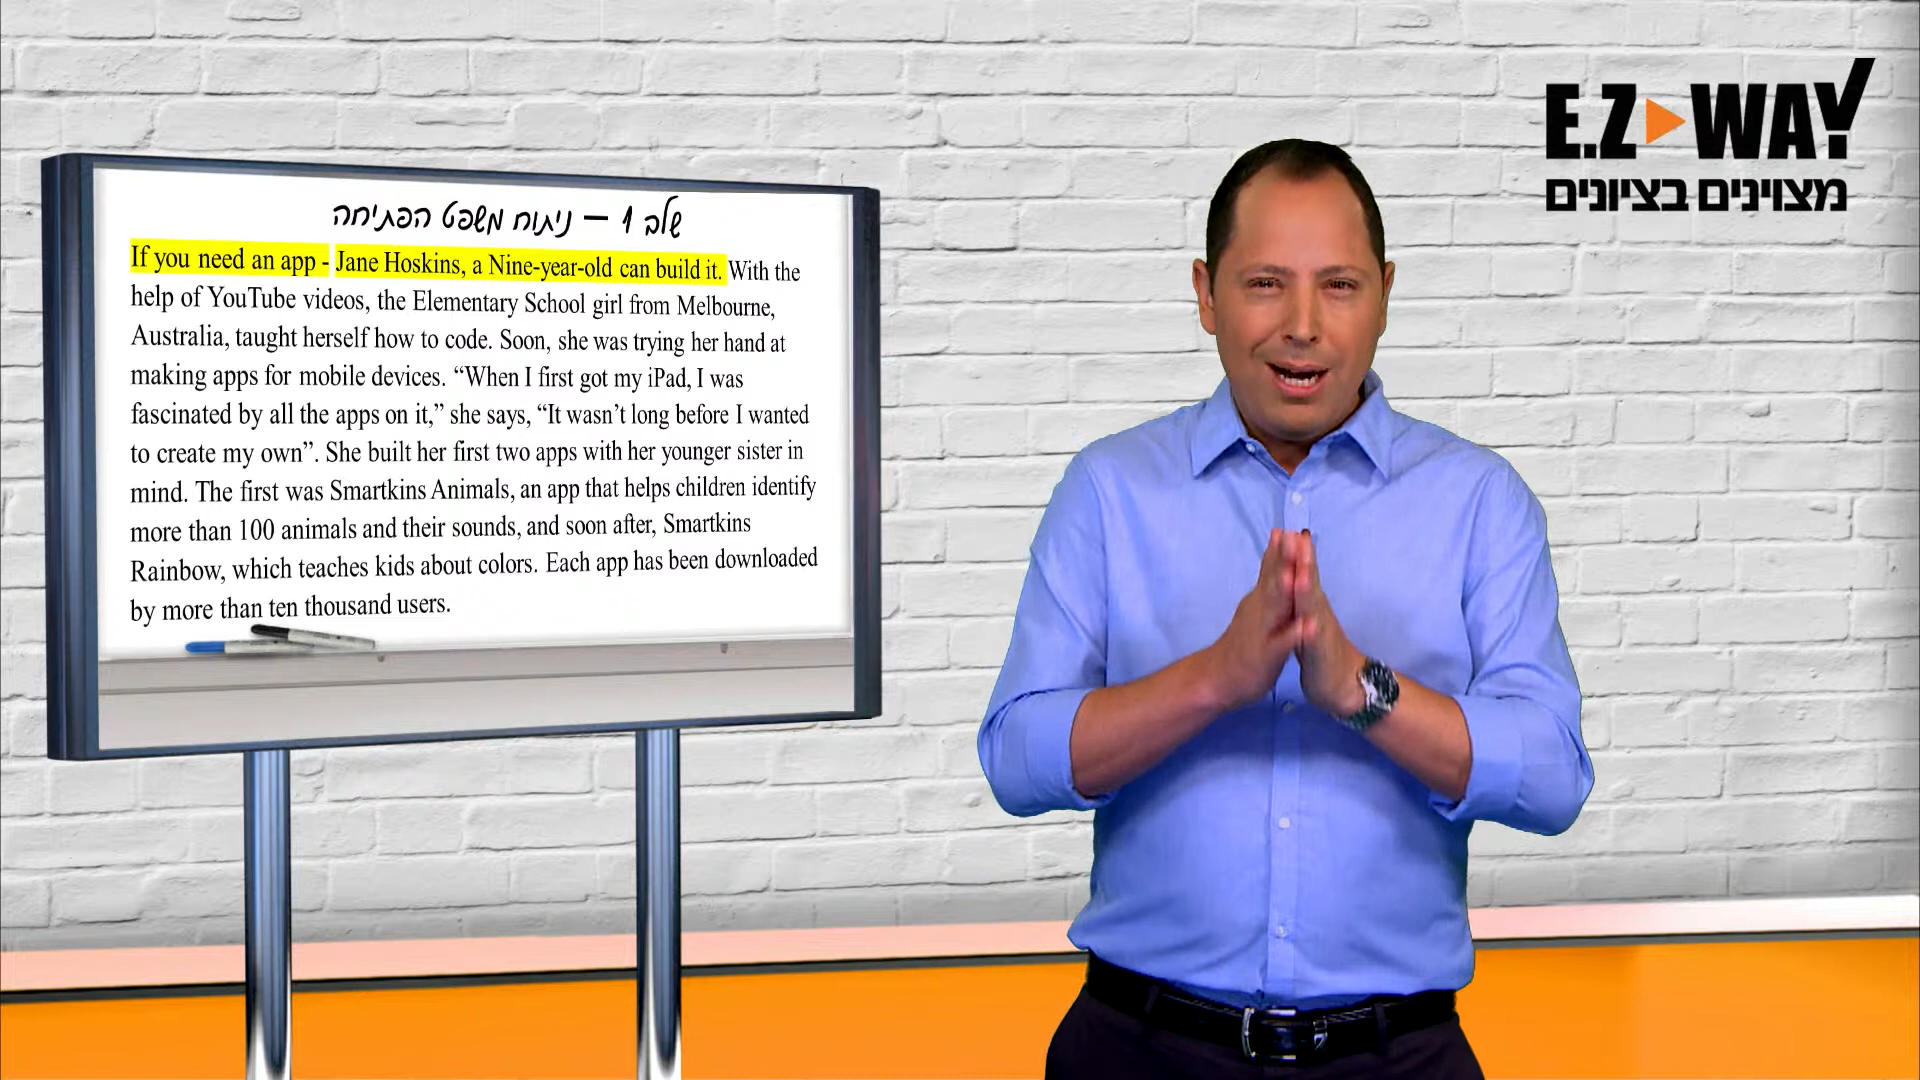 שלב 1 – ניתוח משפט הפתיחה
If you need an app - Jane Hoskins, a Nine-year-old can build it. With the
help of YouTube videos, the Elementary School girl from Melbourne,
Australia, taught herself how to code. Soon, she was trying her hand at
making apps for mobile devices. “When I first got my iPad, I was
fascinated by all the apps on it,” she says, “It wasn’t long before I wanted
to create my own”. She built her first two apps with her younger sister in
mind. The first was Smartkins Animals, an app that helps children identify
more than 100 animals and their sounds, and soon after, Smartkins
Rainbow, which teaches kids about colors. Each app has been downloaded
by more than ten thousand users.
E.Z WAY
מצוינים בציונים